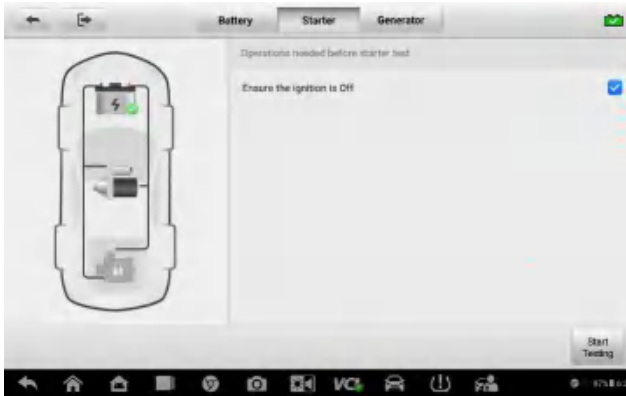 Battery
Starter
Generator
Operations needed before starter test
Ensure the ignition is Off
Start
Testing
VCI